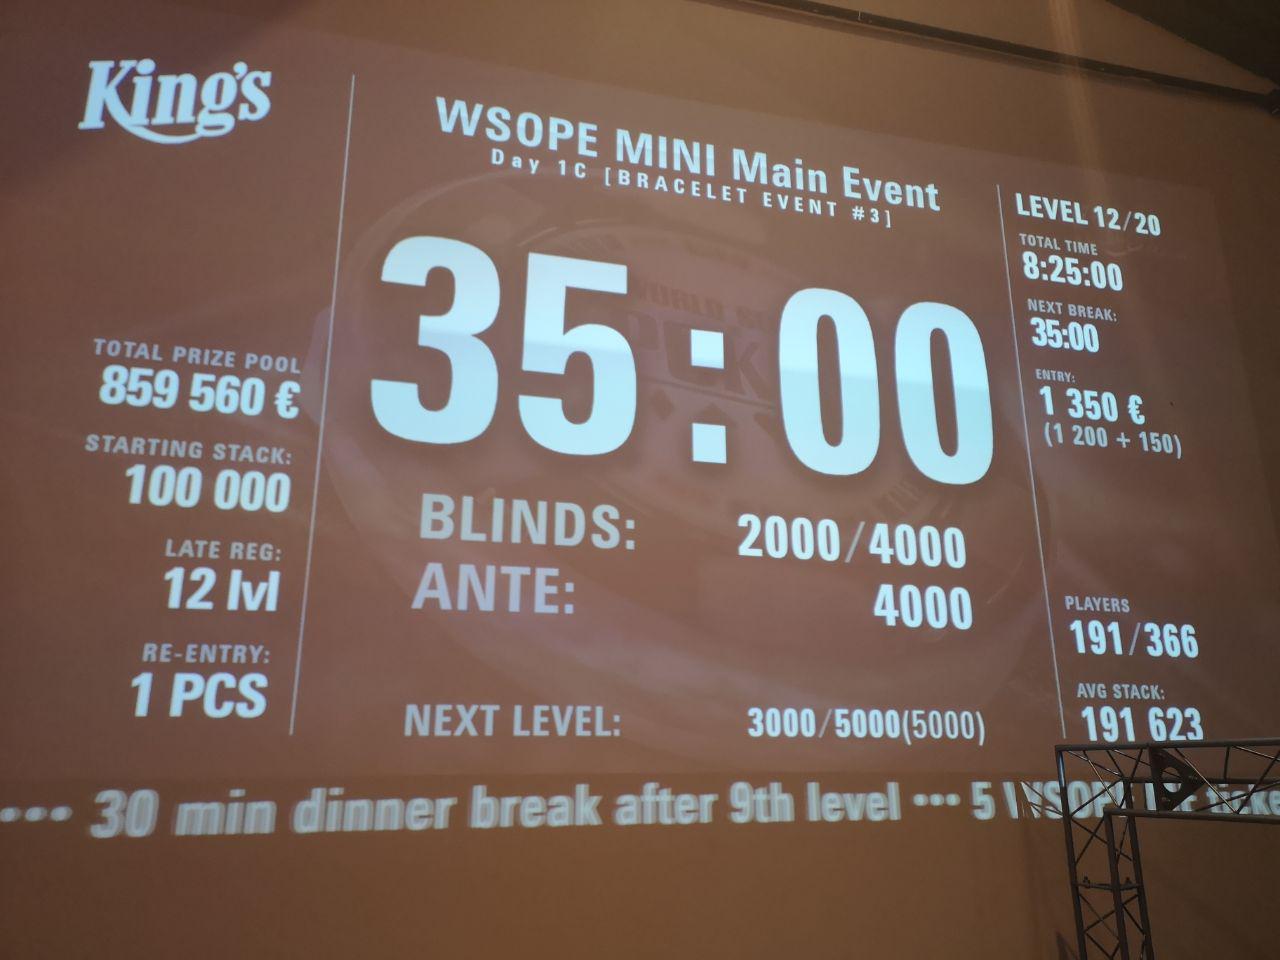 King's
WSOPE MINI Main Event
Day 1C [BRACELET EVENT #3]
35:00
BLINDS: 2000/4000
ANTE: 4000
NEXT LEVEL: 3000/5000(5000)
TOTAL PRIZE POOL
859 560 €
STARTING STACK:
100 000
LATE REG:
12 lvl
RE-ENTRY:
1 PCS
LEVEL 12/20
TOTAL TIME
8:25:00
NEXT BREAK:
35:00
ENTRY:
1 350 €
(1 200 + 150)
PLAYERS
191/366
AVG STACK:
191 623
••• 30 min dinner break after 9th level ••• 5